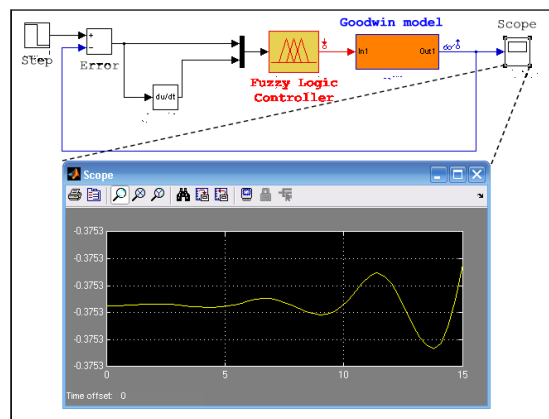 Goodwin model
Scope
Step
+
−
Error
du/dt
Fuzzy Logic
Controller
In1
Out1
Scope
-0.3753
-0.3753
-0.3753
-0.3753
-0.3753
-0.3753
0
5
10
15
Time offset: 0